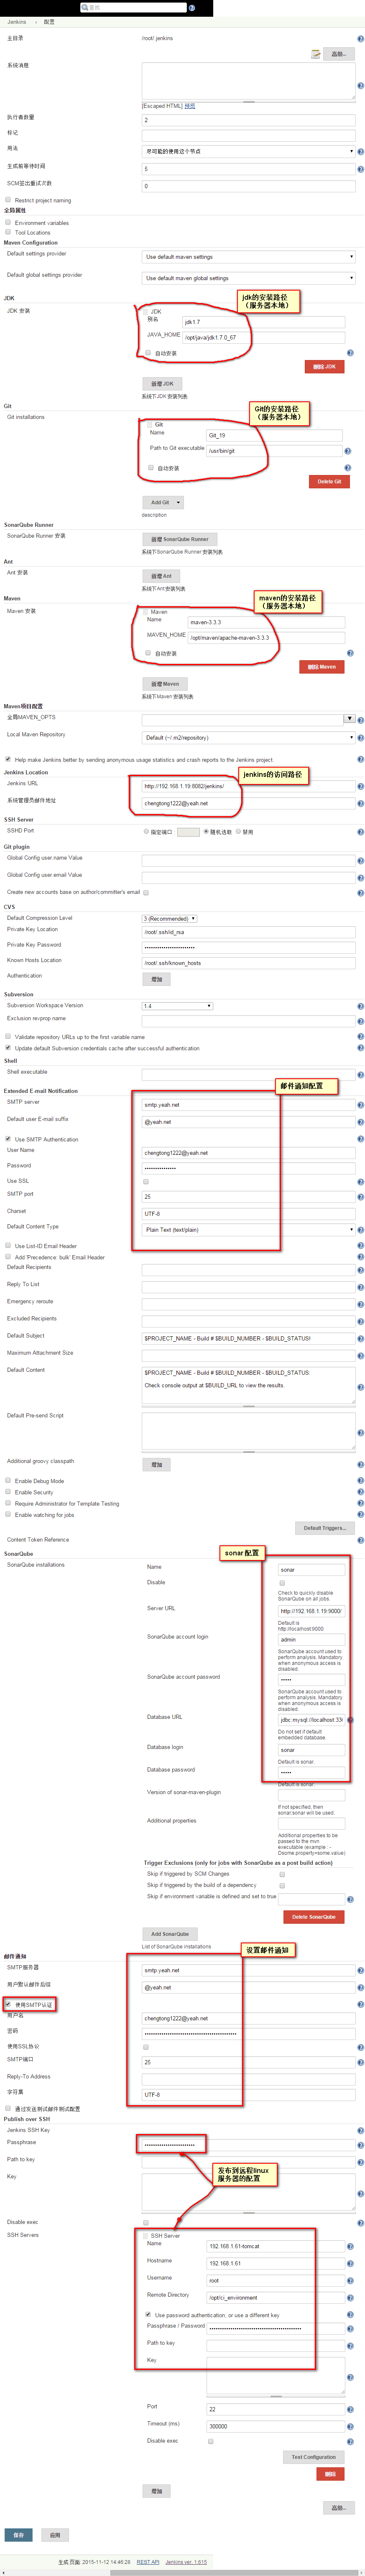 查找
Jenkins
配置
主目录
/root/.jenkins
高级...
系统消息
[Escaped HTML] 预览
执行者数量
2
标记
用法
尽可能的使用这个节点
生成前等待时间
5
SCM签出重试次数
0
Restrict project naming
全局属性
Environment variables
Tool Locations
Maven Configuration
Default settings provider
Use default maven settings
Default global settings provider
Use default maven global settings
JDK
jdk的安装路径
（服务器本地）
JDK 安装
JDK
别名
jdk1.7
JAVA_HOME
/opt/java/jdk1.7.0_67
自动安装
删除 JDK
新增 JDK
系统下JDK 安装列表
Git
Git的安装路径
（服务器本地）
Git installations
Git
Name
Git_19
Path to Git executable
/usr/bin/git
自动安装
Delete Git
Add Git
description
SonarQube Runner
SonarQube Runner 安装
新增 SonarQube Runner
系统下SonarQube Runner 安装列表
Ant
Ant 安装
新增 Ant
系统下Ant 安装列表
Maven
maven的安装路径
（服务器本地）
Maven 安装
Maven
Name
maven-3.3.3
MAVEN_HOME
/opt/maven/apache-maven-3.3.3
自动安装
删除 Maven
新增 Maven
系统下Maven 安装列表
Maven项目配置
全局MAVEN_OPTS
Local Maven Repository
Default (~/.m2/repository)
Help make Jenkins better by sending anonymous usage statistics and crash reports to the Jenkins project.
Jenkins Location
jenkins的访问路径
Jenkins URL
http://192.168.1.19:8082/jenkins/
系统管理员邮件地址
chengtong1222@yeah.net
SSH Server
SSHD Port
指定端口 :
随机选取
禁用
Git plugin
Global Config user.name Value
Global Config user.email Value
Create new accounts base on author/committer's email
CVS
Default Compression Level
3 (Recommended)
Private Key Location
/root/.ssh/id_rsa
Private Key Password
Known Hosts Location
/root/.ssh/known_hosts
Authentication
增加
Subversion
Subversion Workspace Version
1.4
Exclusion revprop name
Validate repository URLs up to the first variable name
Update default Subversion credentials cache after successful authentication
Shell
Shell executable
邮件通知配置
Extended E-mail Notification
SMTP server
smtp.yeah.net
Default user E-mail suffix
@yeah.net
Use SMTP Authentication
User Name
chengtong1222@yeah.net
Password
Use SSL
SMTP port
25
Charset
UTF-8
Default Content Type
Plain Text (text/plain)
Use List-ID Email Header
Add 'Precedence: bulk' Email Header
Default Recipients
Reply To List
Emergency reroute
Excluded Recipients
Default Subject
$PROJECT_NAME - Build # $BUILD_NUMBER - $BUILD_STATUS!
Maximum Attachment Size
Default Content
$PROJECT_NAME - Build # $BUILD_NUMBER - $BUILD_STATUS:
Check console output at $BUILD_URL to view the results.
Default Pre-send Script
Additional groovy classpath
增加
Enable Debug Mode
Enable Security
Require Administrator for Template Testing
Enable watching for jobs
Default Triggers...
Content Token Reference
SonarQube
sonar配置
SonarQube installations
Name
sonar
Disable
Check to quickly disable
SonarQube on all jobs.
Server URL
http://192.168.1.19:9000/
Default is
http://localhost:9000
SonarQube account login
admin
SonarQube account used to
perform analysis. Mandatory
when anonymous access is
disabled.
SonarQube account password
SonarQube account used to
perform analysis. Mandatory
when anonymous access is
disabled.
Database URL
jdbc:mysql://localhost:330
Do not set if default
embedded database.
Database login
sonar
Default is sonar.
Database password
Default is sonar.
Version of sonar-maven-plugin
If not specified, then
sonar:sonar will be used.
Additional properties
Additional properties to be
passed to the mvn
executable (example : -
Dsome.property=some.value)
Trigger Exclusions (only for jobs with SonarQube as a post build action)
Skip if triggered by SCM Changes
Skip if triggered by the build of a dependency
Skip if environment variable is defined and set to true
Delete SonarQube
Add SonarQube
List of SonarQube installations
设置邮件通知
邮件通知
SMTP服务器
smtp.yeah.net
用户默认邮件后缀
@yeah.net
使用SMTP认证
用户名
chengtong1222@yeah.net
密码
使用SSL协议
SMTP端口
25
Reply-To Address
字符集
UTF-8
通过发送测试邮件测试配置
Publish over SSH
Jenkins SSH Key
Passphrase
Path to key
Key
发布到远程linux
服务器的配置
Disable exec
SSH Servers
SSH Server
Name
192.168.1.61-tomcat
Hostname
192.168.1.61
Username
root
Remote Directory
/opt/ci_environment
Use password authentication, or use a different key
Passphrase / Password
Path to key
Key
Port
22
Timeout (ms)
300000
Disable exec
Test Configuration
删除
增加
高级...
保存
应用
生成 页面: 2015-11-12 14:46:28
REST API
Jenkins ver. 1.615